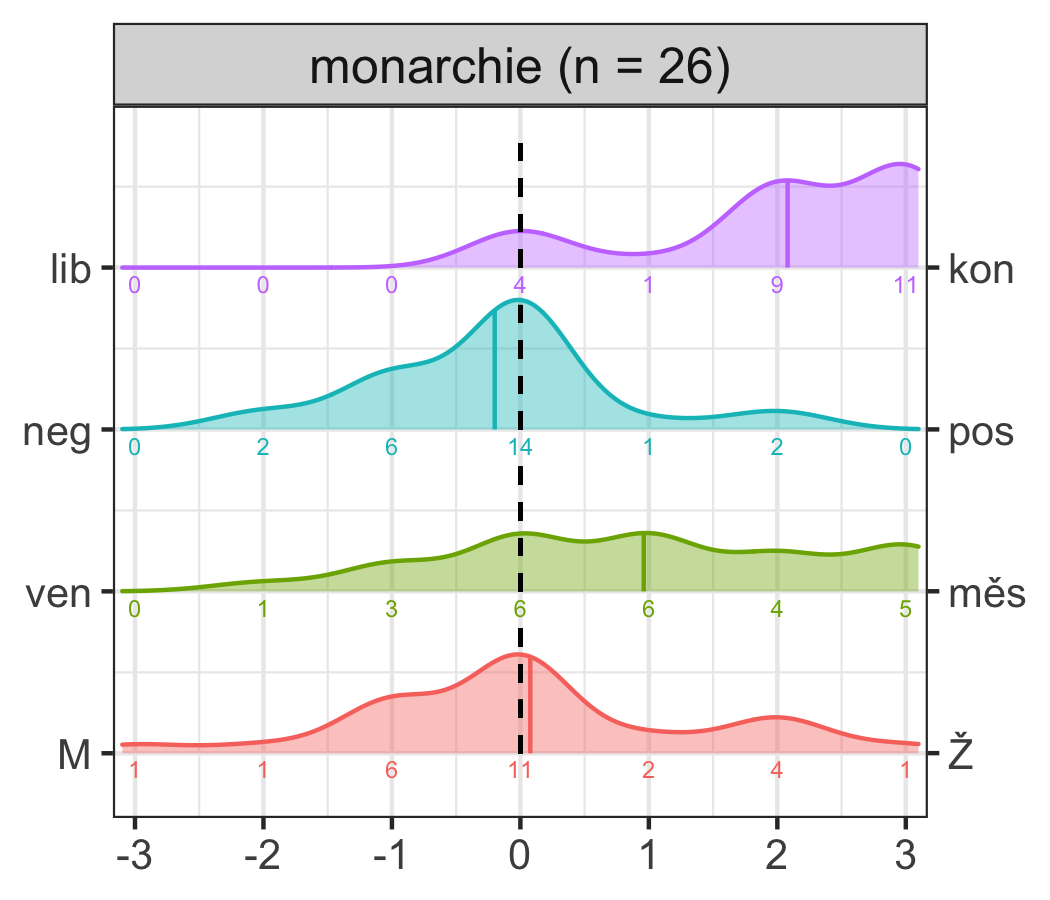 monarchie (n = 26)
lib kon
0 0 0 4 1 9 11
neg pos
0 2 6 14 1 2 0
ven měs
0 1 3 6 6 4 5
M Ž
1 1 6 11 2 4 1
-3 -2 -1 0 1 2 3